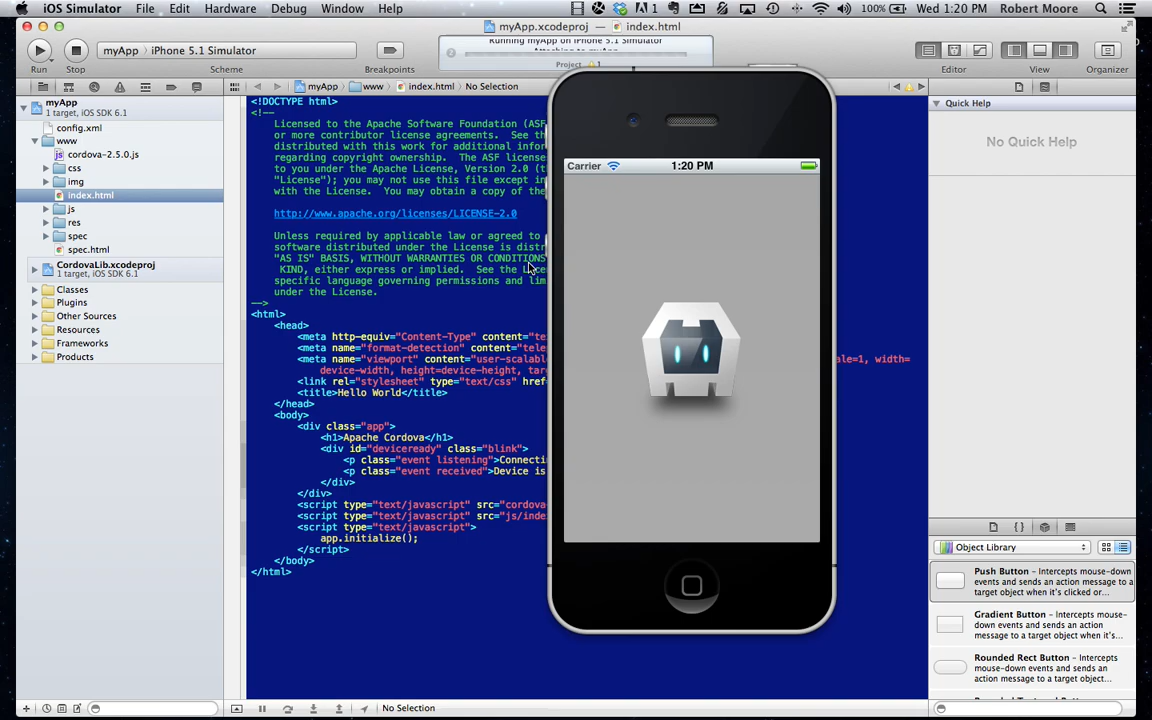 iOS Simulator File Edit Hardware Debug Window Help
1 100% Wed 1:20 PM Robert Moore
myApp.xcodeproj — index.html
Run Stop
myApp iPhone 5.1 Simulator
Scheme
Breakpoints
Running myApp on iPhone 5.1 Simulator
Attaching to myApp
Project 1
Editor
View
Organizer
myApp www index.html No Selection
myApp
1 target, iOS SDK 6.1
config.xml
www
cordova-2.5.0.js
css
img
index.html
js
res
spec
spec.html
CordovaLib.xcodeproj
1 target, iOS SDK 6.1
Classes
Plugins
Other Sources
Resources
Frameworks
Products
<!DOCTYPE html>
<!--
Licensed to the Apache Software Foundation (ASF
or more contributor license agreements. See th
distributed with this work for additional infor
regarding copyright ownership. The ASF license
to you under the Apache License, Version 2.0 (t
"License"); you may not use this file except in
with the License. You may obtain a copy of the
http://www.apache.org/licenses/LICENSE-2.0
Unless required by applicable law or agreed to
software distributed under the License is distr
"AS IS" BASIS, WITHOUT WARRANTIES OR CONDITIONS
KIND, either express or implied. See the Licen
specific language governing permissions and lim
under the License.
-->
<html>
<head>
<meta http-equiv="Content-Type" content="te
<meta name="format-detection" content="tele
<meta name="viewport" content="user-scalabl ale=1, width=
device-width, height=device-height, tar
<link rel="stylesheet" type="text/css" href
<title>Hello World</title>
</head>
<body>
<div class="app">
<h1>Apache Cordova</h1>
<div id="deviceready" class="blink">
<p class="event listening">Connecti
<p class="event received">Device is
</div>
</div>
<script type="text/javascript" src="cordova
<script type="text/javascript" src="js/inde
<script type="text/javascript">
app.initialize();
</script>
</body>
</html>
Carrier 1:20 PM
Quick Help
No Quick Help
Object Library
Push Button – Intercepts mouse-down
events and sends an action message to a
target object when it's clicked or...
Gradient Button – Intercepts mouse-
down events and sends an action
message to a target object when it's...
Rounded Rect Button – Intercepts
mouse-down events and sends an
action message to a target object...
No Selection